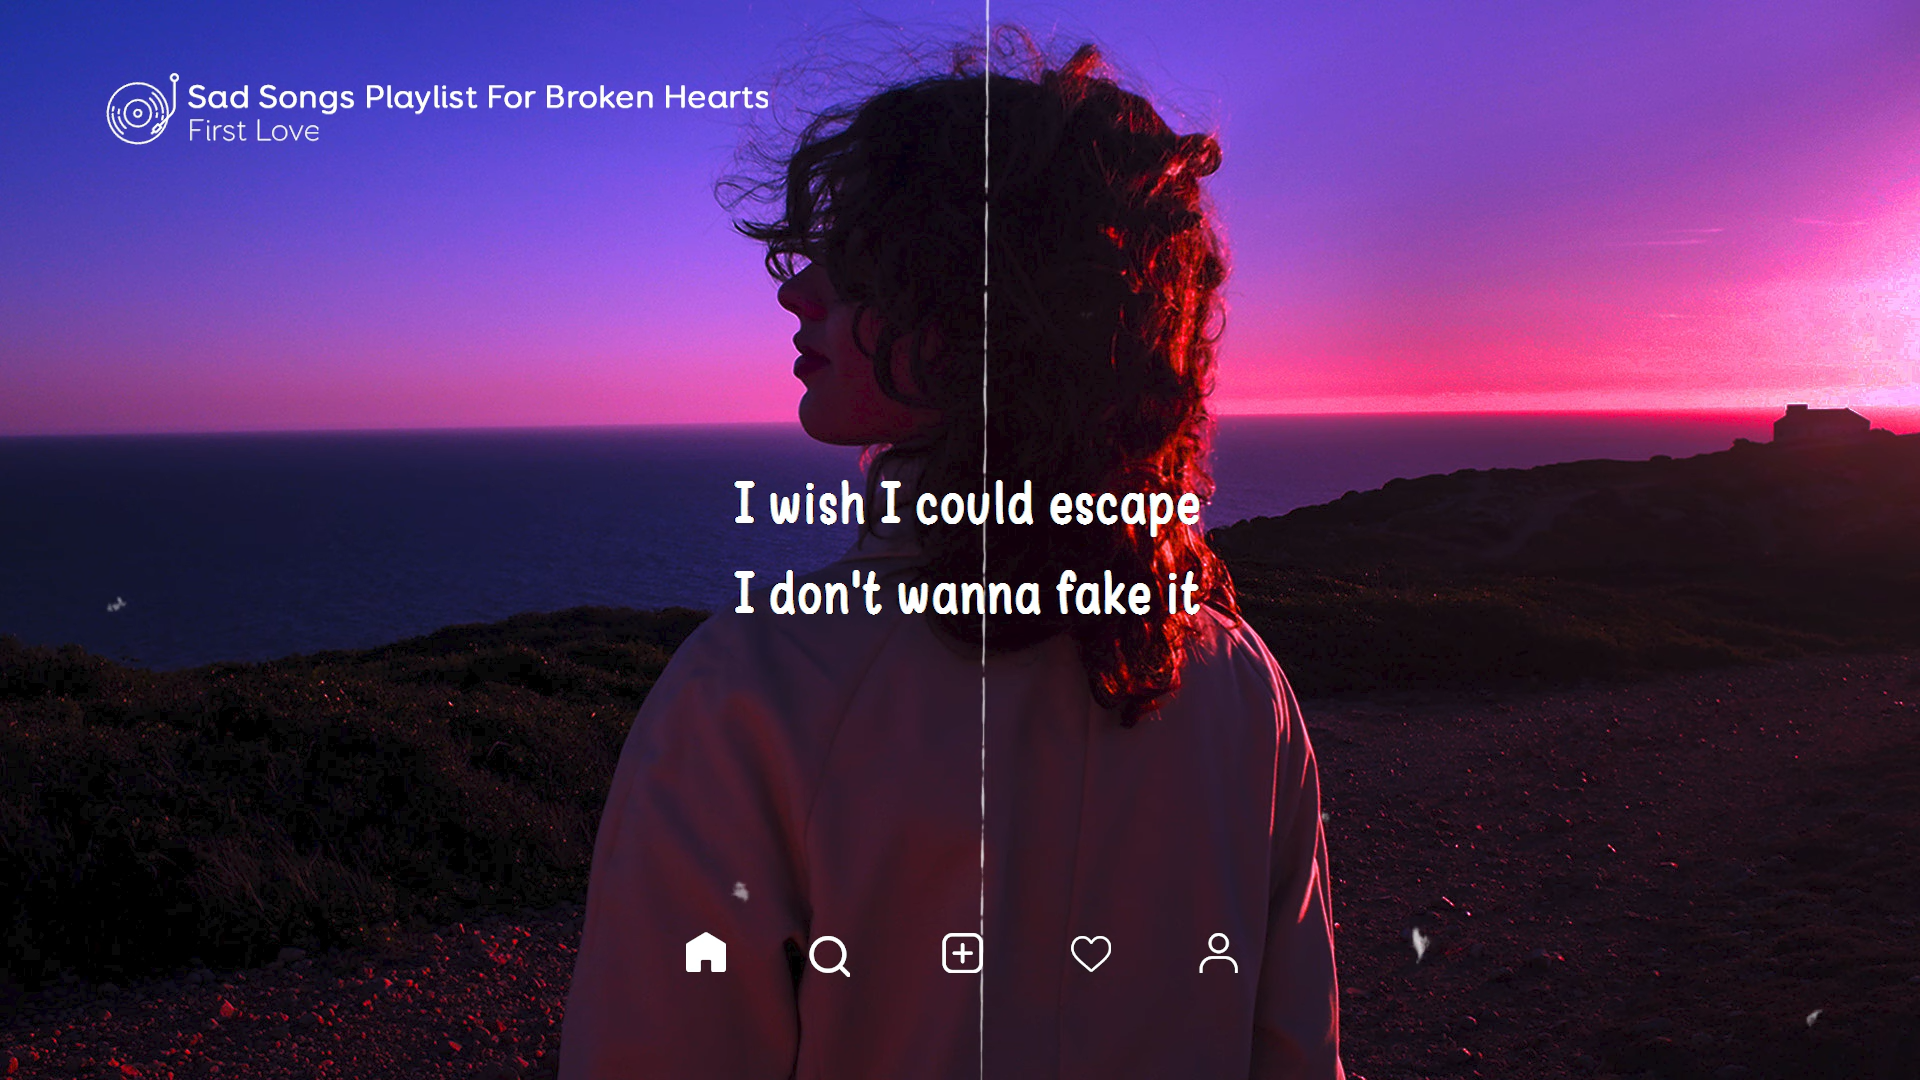 Sad Songs Playlist For Broken Hearts
First Love
I wish I could escape
I don't wanna fake it